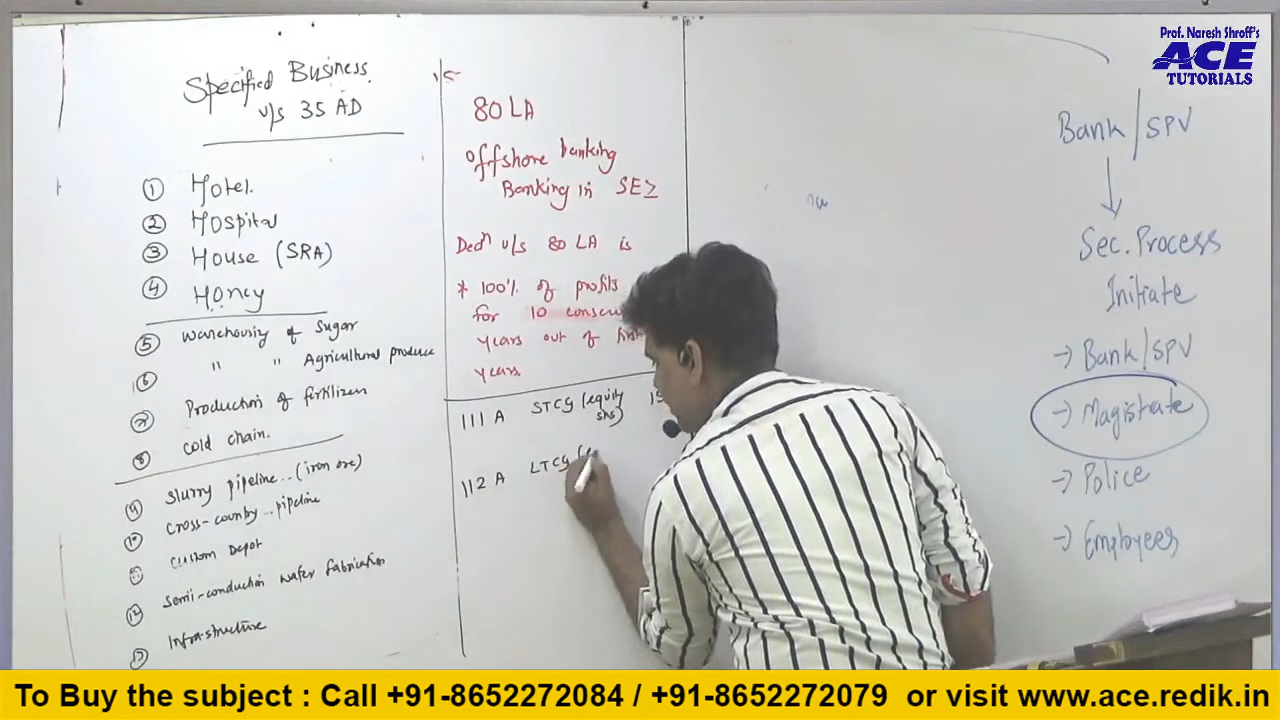 Specified Business
u/s 35 AD
① Hotel.
② Hospital
③ House (SRA)
④ Honey
⑤ Warehousing of Sugar
⑥ " " Agricultural produce
⑦ Production of fertilizers
⑧ Cold chain.
⑨ Slurry pipeline.. (iron ore)
⑩ Cross-country.. pipeline
⑪ Custom Depot
⑫ Semi-conductor wafer fabrication
⑬ Infrastructure
80 LA
Offshore banking
Banking in SEZ
Dedn u/s 80 LA is
* 100% of profits
for 10 consecu
years out of first
years
111 A STCG (equity
SRS)
112 A LTCG (
Bank/SPV
Sec. Process
Initiate
→ Bank/SPV
→ Magistrate
→ Police
→ Employees
Prof. Naresh Shroff's
ACE
TUTORIALS
To Buy the subject : Call +91-8652272084 / +91-8652272079 or visit www.ace.redik.in